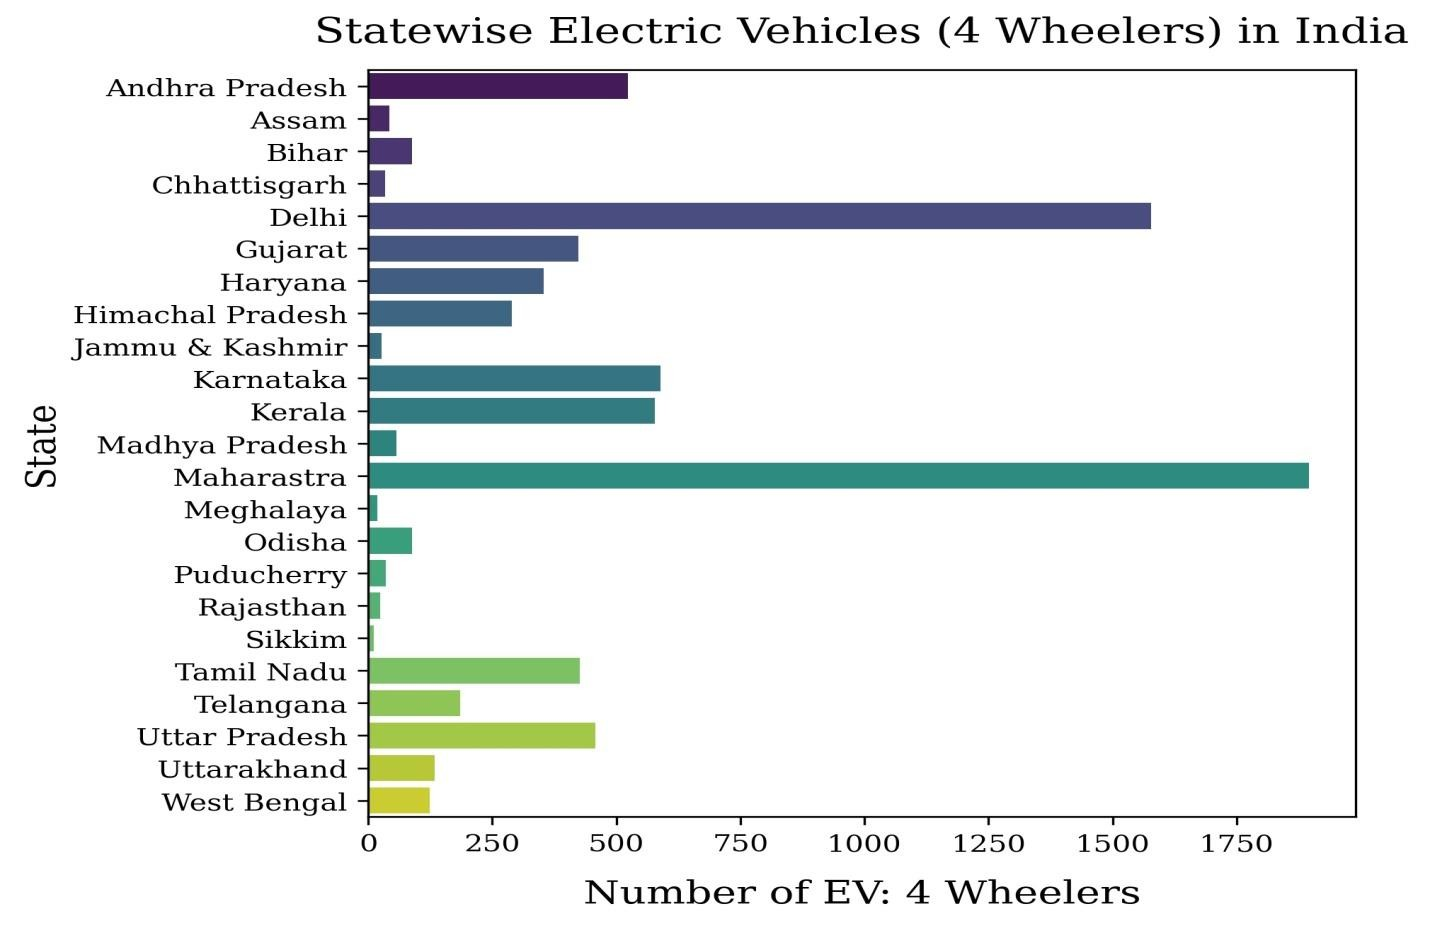 Statewise Electric Vehicles (4 Wheelers) in India
Andhra Pradesh
Assam
Bihar
Chhattisgarh
Delhi
Gujarat
Haryana
Himachal Pradesh
Jammu & Kashmir
Karnataka
Kerala
Madhya Pradesh
Maharastra
Meghalaya
Odisha
Puducherry
Rajasthan
Sikkim
Tamil Nadu
Telangana
Uttar Pradesh
Uttarakhand
West Bengal
State
0 250 500 750 1000 1250 1500 1750
Number of EV: 4 Wheelers